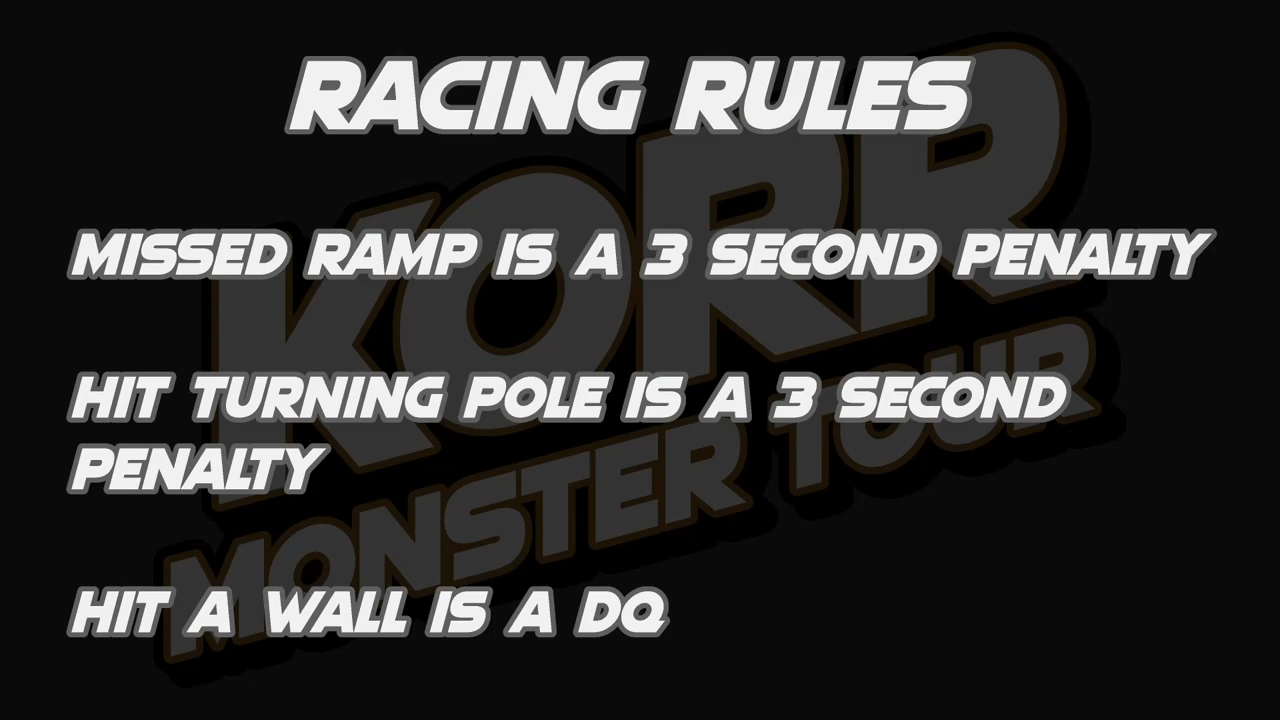 RACING RULES
KORR
MONSTER TOUR
MISSED RAMP IS A 3 SECOND PENALTY
HIT TURNING POLE IS A 3 SECOND
PENALTY
HIT A WALL IS A DQ